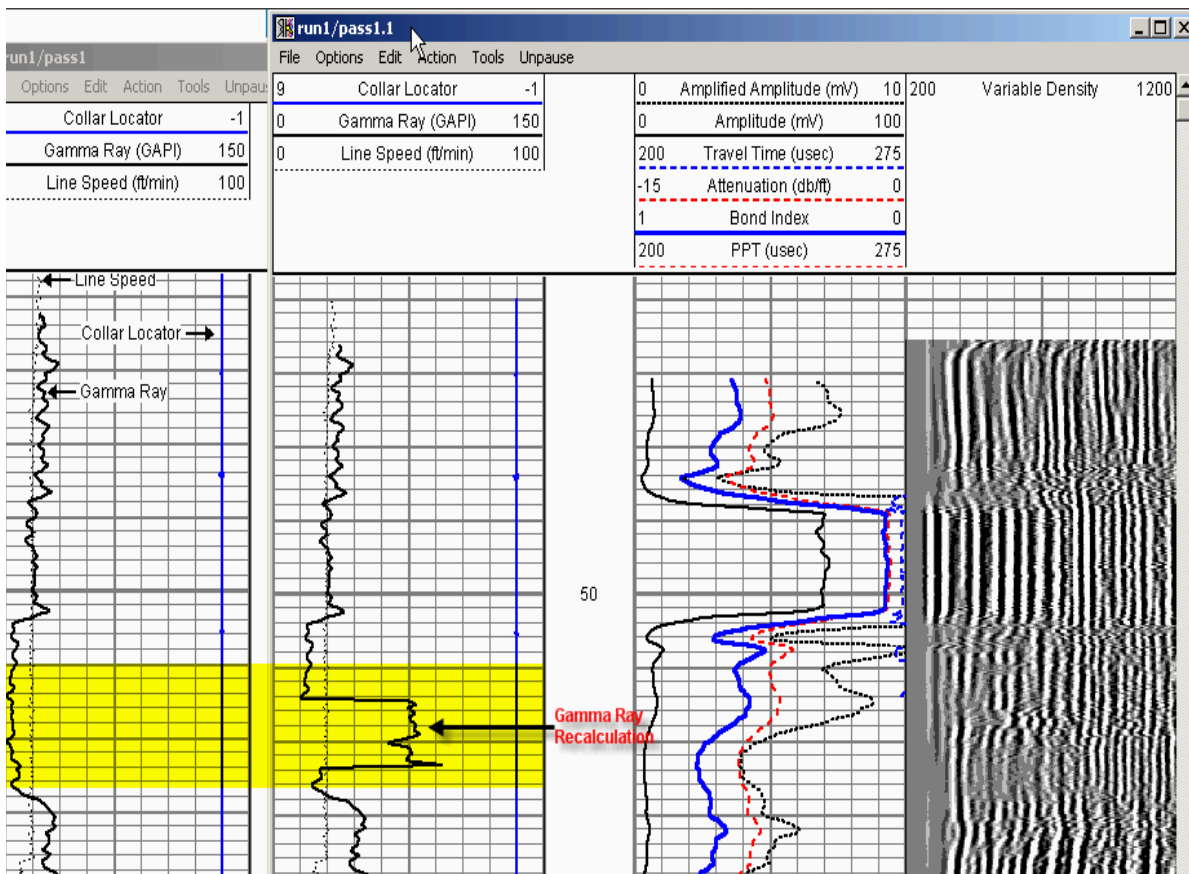 run1/pass1
Options Edit Action Tools Unpau
Collar Locator -1
Gamma Ray (GAPI) 150
Line Speed (ft/min) 100
run1/pass1.1
File Options Edit Action Tools Unpause
9 Collar Locator -1
0 Gamma Ray (GAPI) 150
0 Line Speed (ft/min) 100
0 Amplified Amplitude (mV) 10
0 Amplitude (mV) 100
200 Travel Time (usec) 275
-15 Attenuation (db/ft) 0
1 Bond Index 0
200 PPT (usec) 275
200 Variable Density 1200
Line Speed
Collar Locator
Gamma Ray
50
Gamma Ray
Recalculation